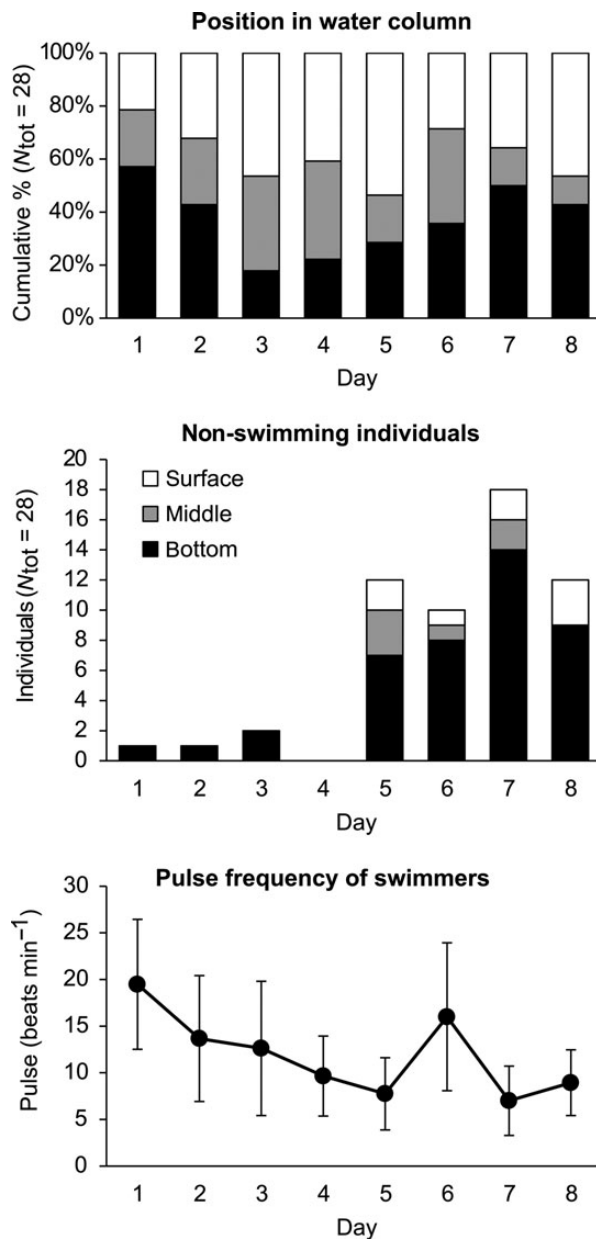 Position in water column
Cumulative % (Ntot = 28)
100%
80%
60%
40%
20%
0%
1 2 3 4 5 6 7 8
Day
Non-swimming individuals
Individuals (Ntot = 28)
20
18
16
14
12
10
8
6
4
2
0
Surface
Middle
Bottom
1 2 3 4 5 6 7 8
Day
Pulse frequency of swimmers
Pulse (beats min⁻¹)
30
25
20
15
10
5
0
1 2 3 4 5 6 7 8
Day